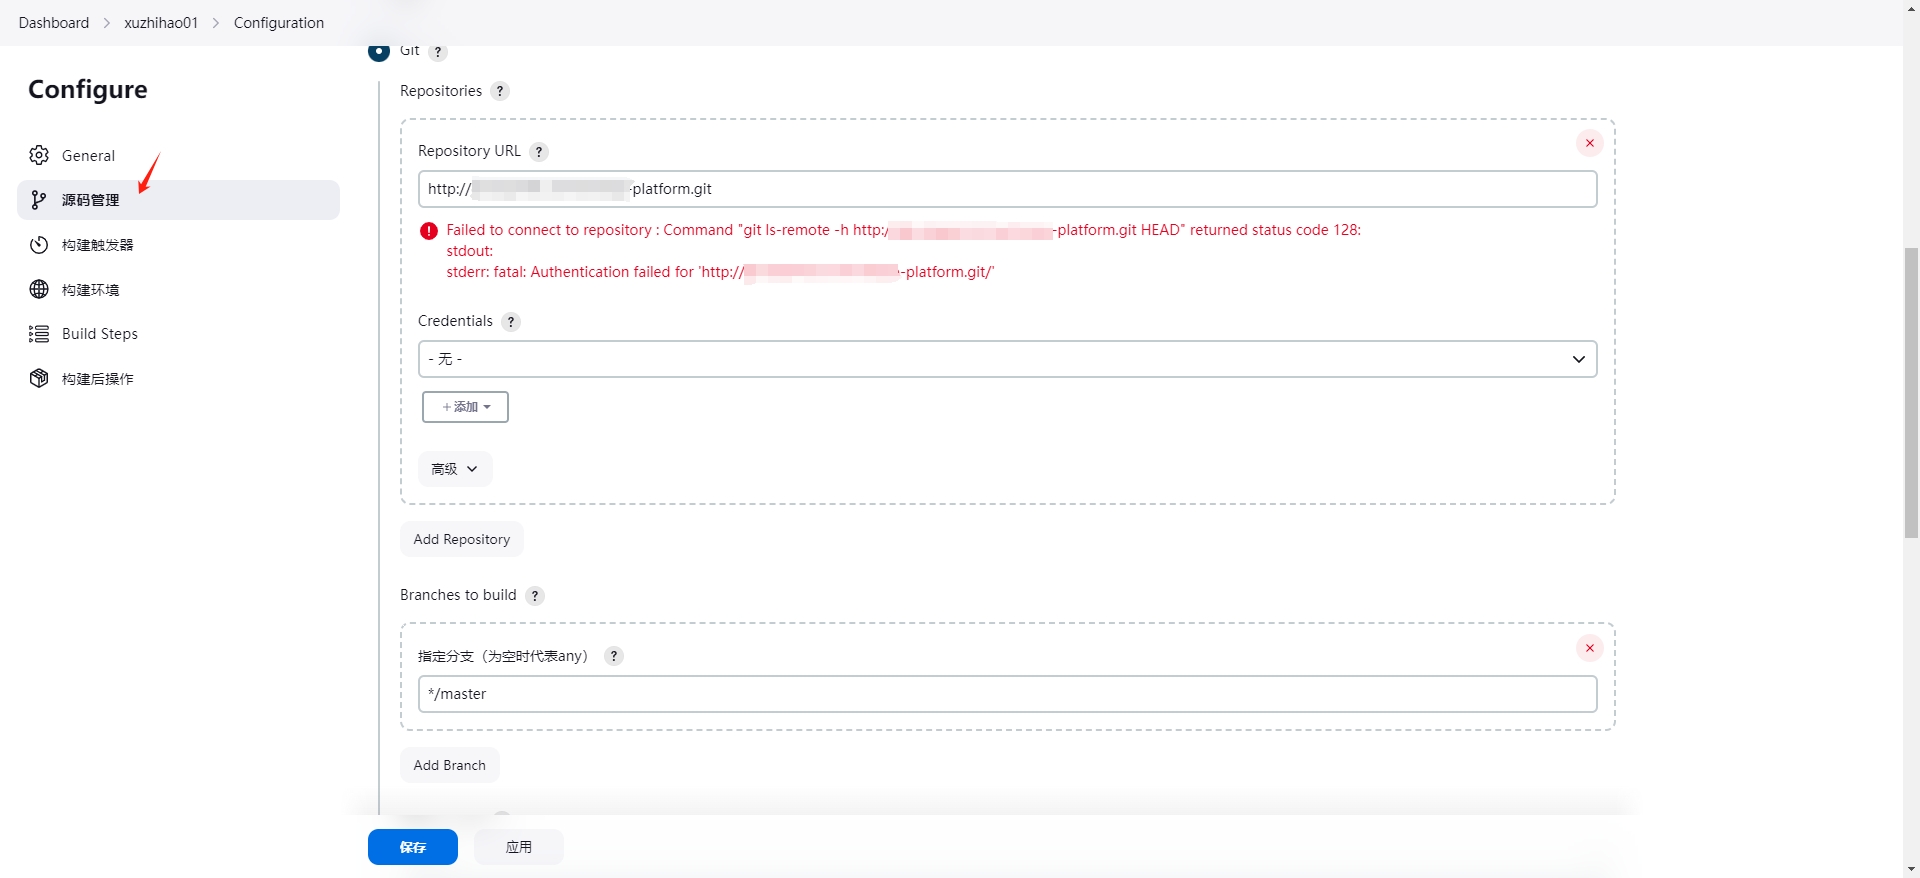 Dashboard > xuzhihao01 > Configuration
Configure
General
源码管理
构建触发器
构建环境
Build Steps
构建后操作
Git ?
Repositories ?
Repository URL ?
http:// -platform.git
Failed to connect to repository : Command "git ls-remote -h http:/ -platform.git HEAD" returned status code 128:
stdout:
stderr: fatal: Authentication failed for 'http:// -platform.git/'
Credentials ?
- 无 -
+添加
高级
Add Repository
Branches to build ?
指定分支（为空时代表any） ?
*/master
Add Branch
保存
应用